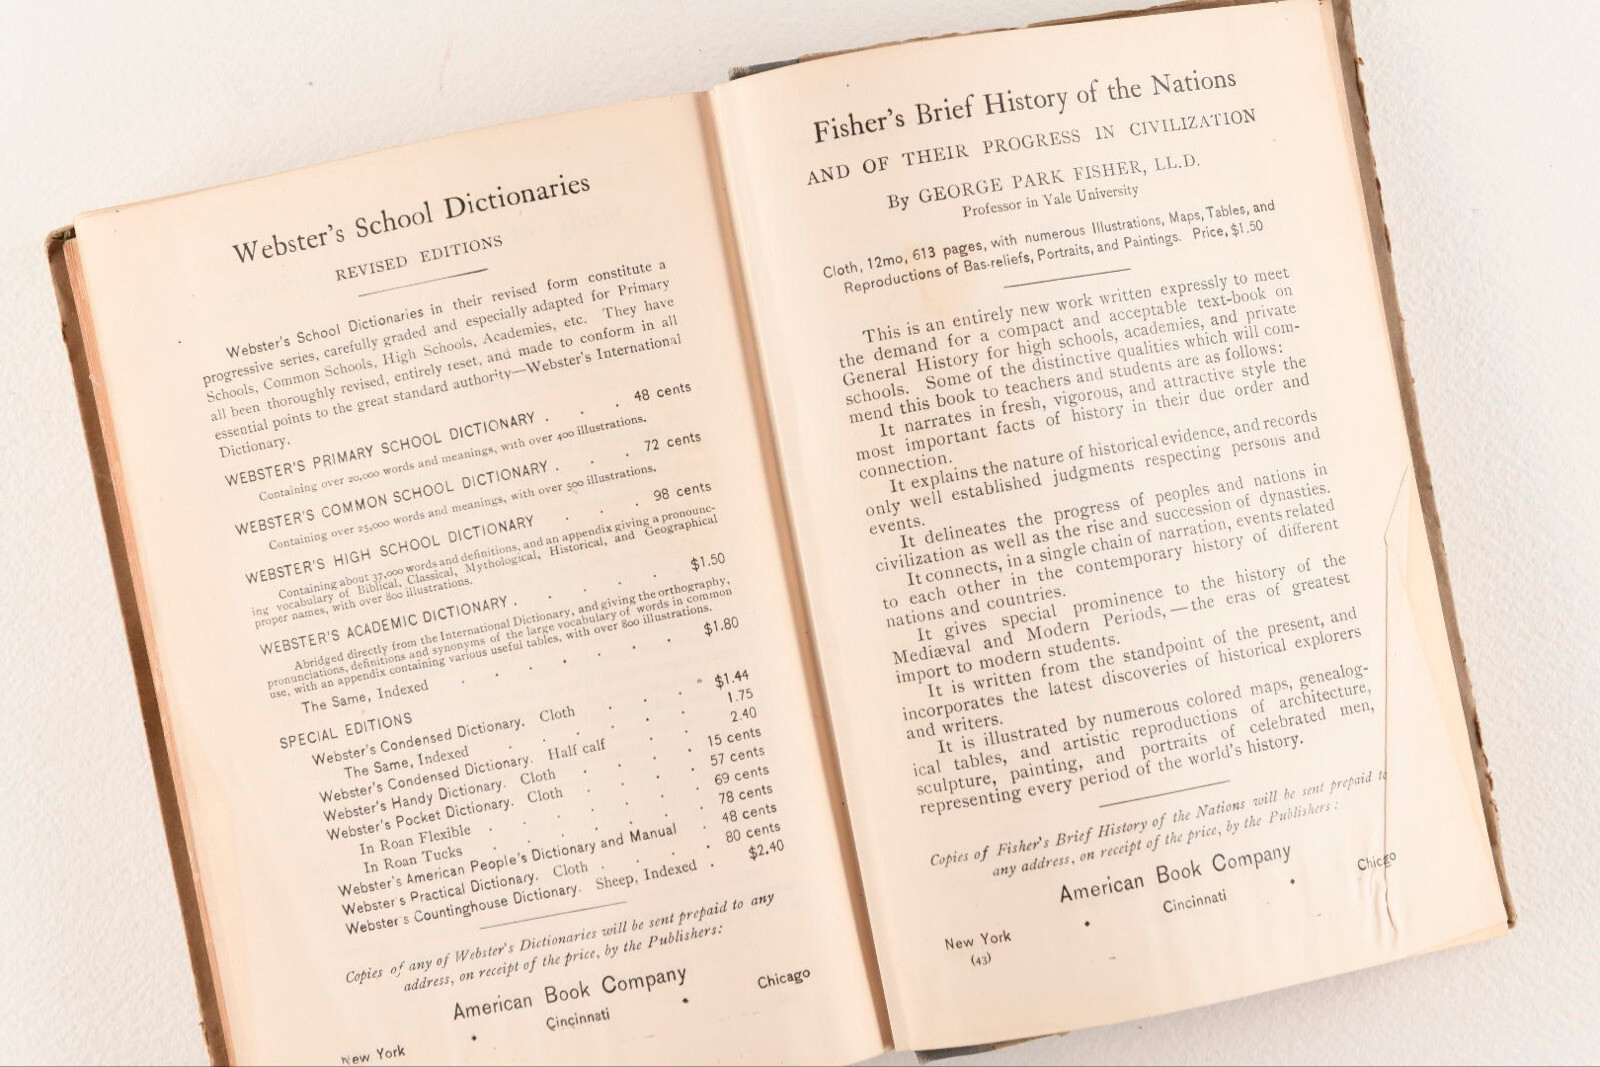 Webster's School Dictionaries
REVISED EDITIONS
Webster's School Dictionaries in their revised form constitute a
progressive series, carefully graded and especially adapted for Primary
Schools, Common Schools, High Schools, Academies, etc. They have
all been thoroughly revised, entirely reset, and made to conform in all
essential points to the great standard authority—Webster's International
Dictionary.
WEBSTER'S PRIMARY SCHOOL DICTIONARY . . . 48 cents
Containing over 20,000 words and meanings, with over 400 illustrations.
WEBSTER'S COMMON SCHOOL DICTIONARY . . . 72 cents
Containing over 25,000 words and meanings, with over 500 illustrations.
WEBSTER'S HIGH SCHOOL DICTIONARY . . . 98 cents
Containing about 37,000 words and definitions, and an appendix giving a pronounc-
ing vocabulary of Biblical, Classical, Mythological, Historical, and Geographical
proper names, with over 800 illustrations.
WEBSTER'S ACADEMIC DICTIONARY . . . . . $1.50
Abridged directly from the International Dictionary, and giving the orthography,
pronunciations, definitions and synonyms of the large vocabulary of words in common
use, with an appendix containing various useful tables, with over 800 illustrations.
The Same, Indexed . . . . . . . $1.80
SPECIAL EDITIONS
Webster's Condensed Dictionary. Cloth . . . $1.44
The Same, Indexed . . . . . . 1.75
Webster's Condensed Dictionary. Half calf . . 2.40
Webster's Handy Dictionary. Cloth . . . . 15 cents
Webster's Pocket Dictionary. Cloth . . . . 57 cents
In Roan Flexible . . . . . . 69 cents
In Roan Tucks . . . . . . 78 cents
Webster's American People's Dictionary and Manual . 48 cents
Webster's Practical Dictionary. Cloth . . . . 80 cents
Webster's Countinghouse Dictionary. Sheep, Indexed . $2.40
Copies of any of Webster's Dictionaries will be sent prepaid to any
address, on receipt of the price, by the Publishers:
American Book Company
New York • Cincinnati • Chicago
Fisher's Brief History of the Nations
AND OF THEIR PROGRESS IN CIVILIZATION
By GEORGE PARK FISHER, LL.D.
Professor in Yale University
Cloth, 12mo, 613 pages, with numerous Illustrations, Maps, Tables, and
Reproductions of Bas-reliefs, Portraits, and Paintings. Price, $1.50
This is an entirely new work written expressly to meet
the demand for a compact and acceptable text-book on
General History for high schools, academies, and private
schools. Some of the distinctive qualities which will com-
mend this book to teachers and students are as follows:
It narrates in fresh, vigorous, and attractive style the
most important facts of history in their due order and
connection.
It explains the nature of historical evidence, and records
only well established judgments respecting persons and
events.
It delineates the progress of peoples and nations in
civilization as well as the rise and succession of dynasties.
It connects, in a single chain of narration, events related
to each other in the contemporary history of different
nations and countries.
It gives special prominence to the history of the
Mediæval and Modern Periods,—the eras of greatest
import to modern students.
It is written from the standpoint of the present, and
incorporates the latest discoveries of historical explorers
and writers.
It is illustrated by numerous colored maps, genealog-
ical tables, and artistic reproductions of architecture,
sculpture, painting, and portraits of celebrated men,
representing every period of the world's history.
Copies of Fisher's Brief History of the Nations will be sent prepaid to
any address, on receipt of the price, by the Publishers:
American Book Company
New York • Cincinnati • Chicago
(43)